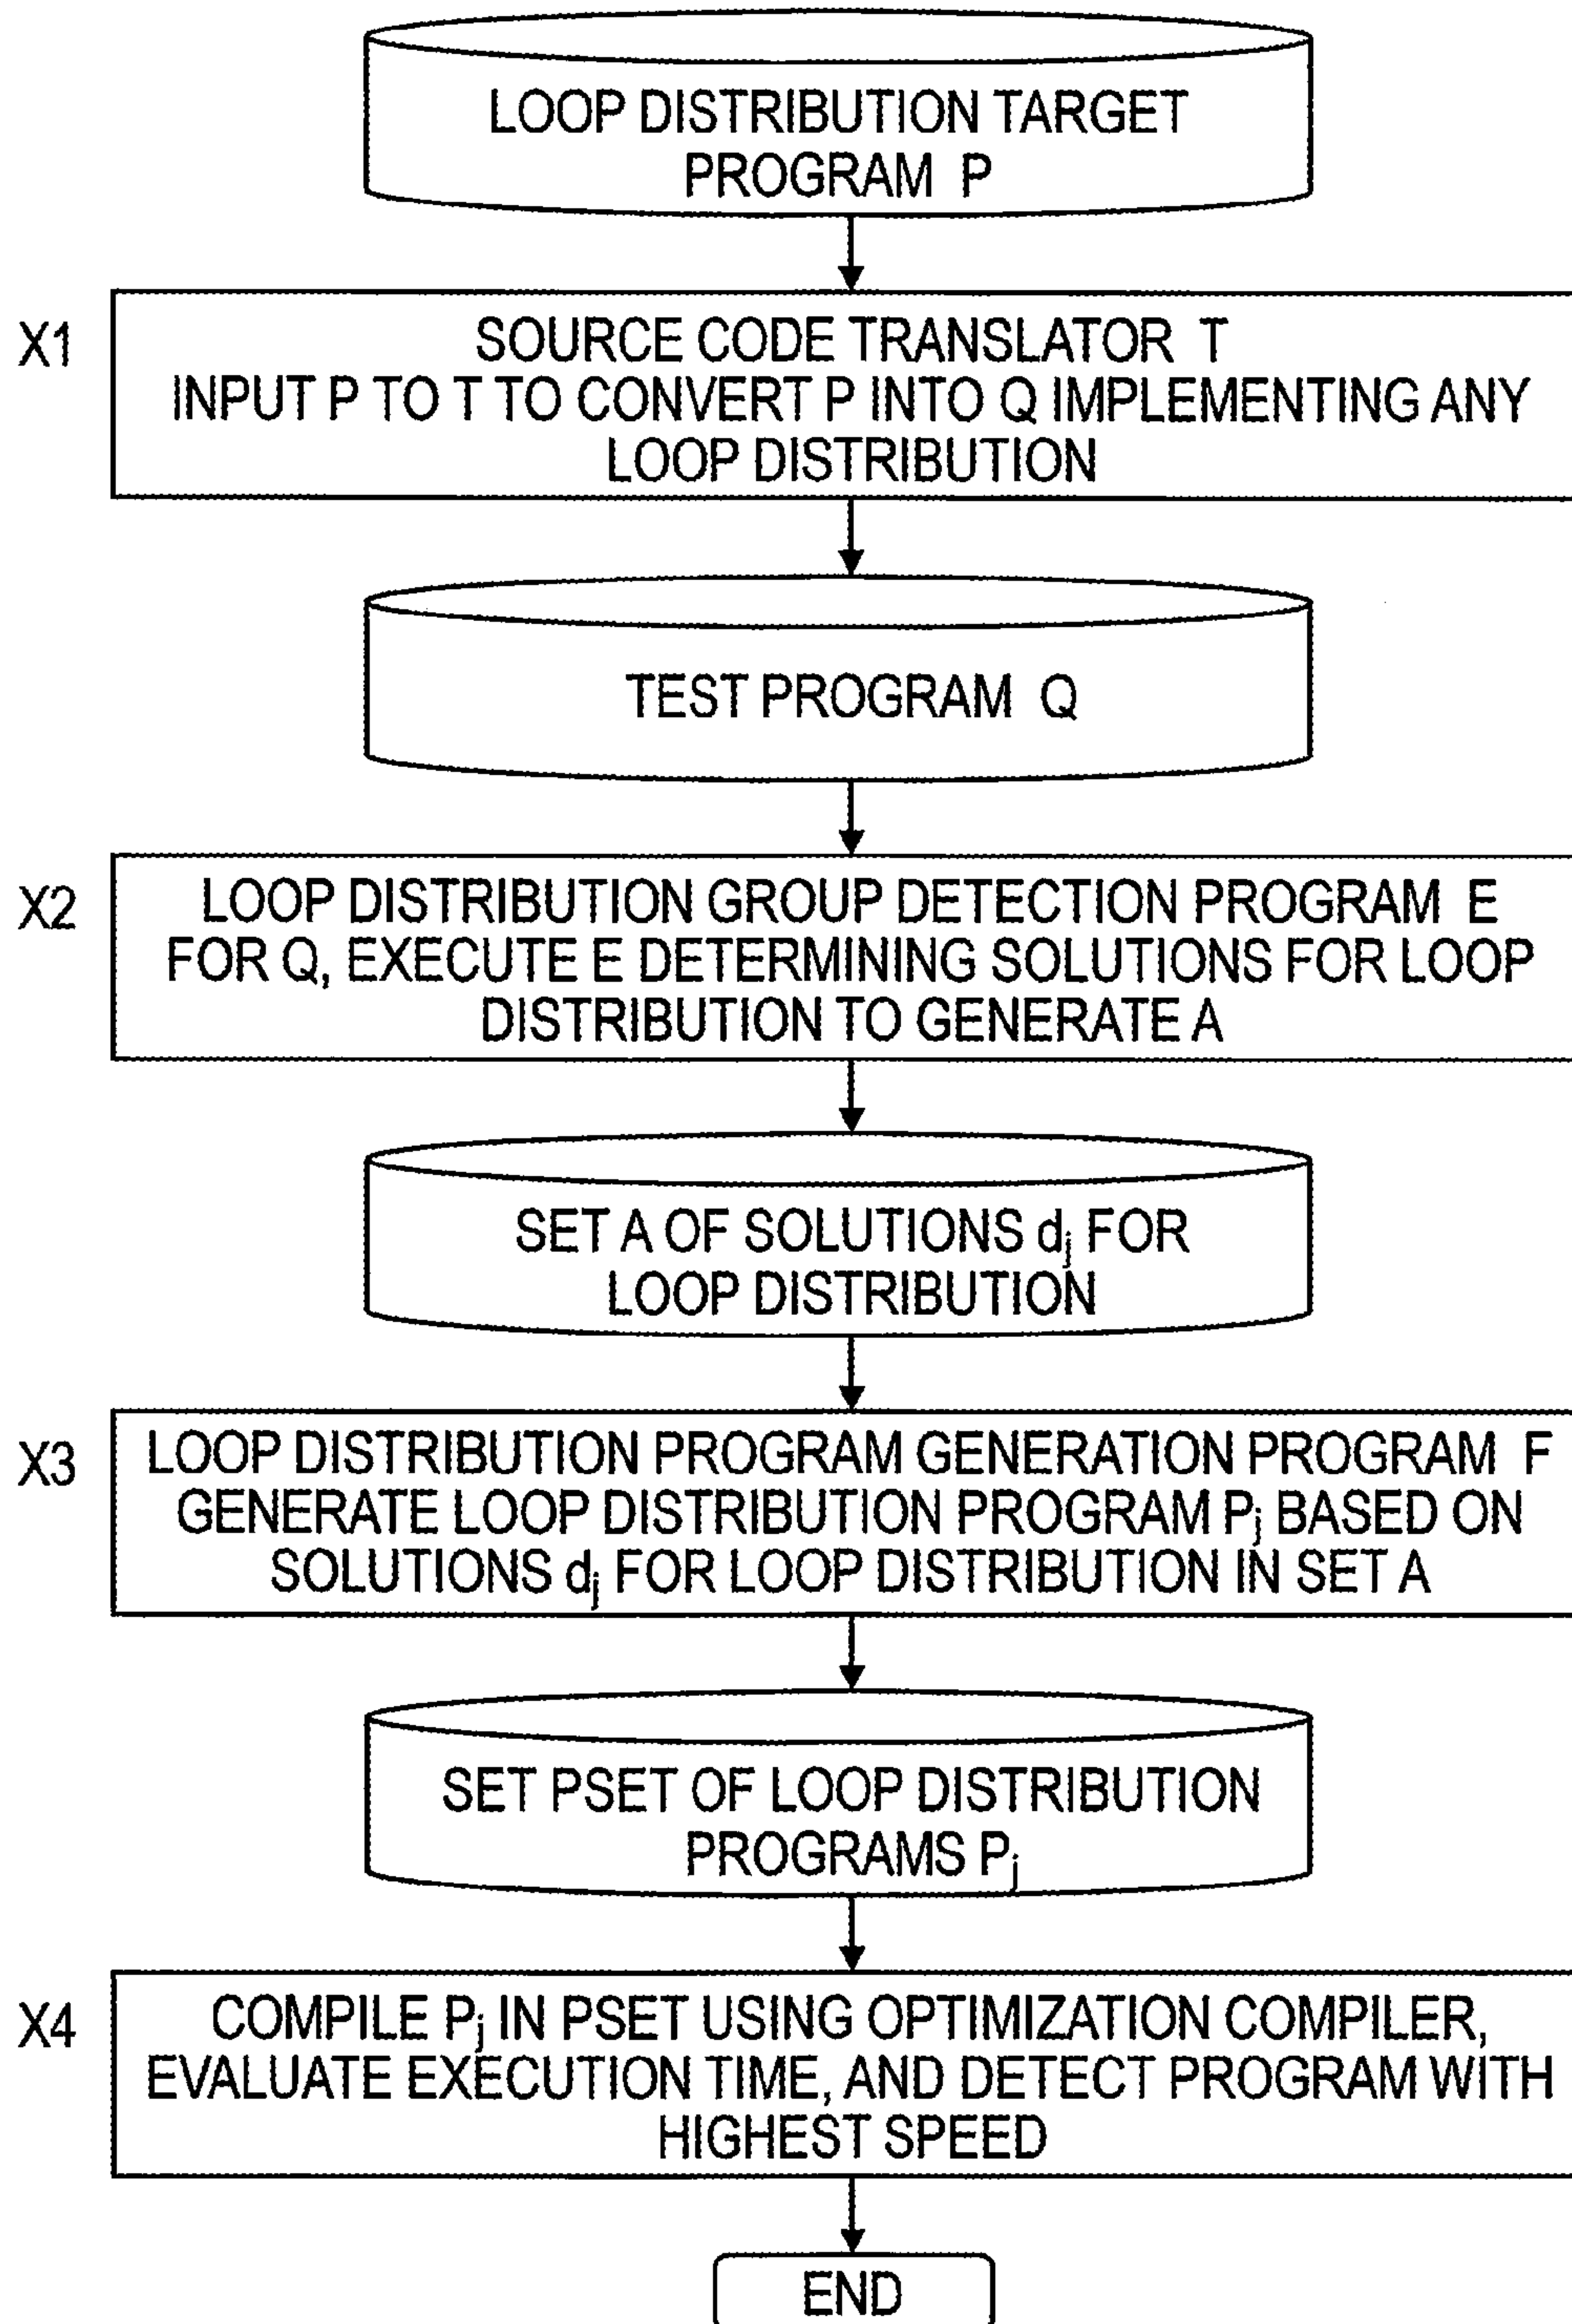 LOOP DISTRIBUTION TARGET
PROGRAM P
X1
SOURCE CODE TRANSLATOR T
INPUT P TO T TO CONVERT P INTO Q IMPLEMENTING ANY
LOOP DISTRIBUTION
TEST PROGRAM Q
X2
LOOP DISTRIBUTION GROUP DETECTION PROGRAM E
FOR Q, EXECUTE E DETERMINING SOLUTIONS FOR LOOP
DISTRIBUTION TO GENERATE A
SET A OF SOLUTIONS dj FOR
LOOP DISTRIBUTION
X3
LOOP DISTRIBUTION PROGRAM GENERATION PROGRAM F
GENERATE LOOP DISTRIBUTION PROGRAM Pj BASED ON
SOLUTIONS dj FOR LOOP DISTRIBUTION IN SET A
SET PSET OF LOOP DISTRIBUTION
PROGRAMS Pj
X4
COMPILE Pj IN PSET USING OPTIMIZATION COMPILER,
EVALUATE EXECUTION TIME, AND DETECT PROGRAM WITH
HIGHEST SPEED
END